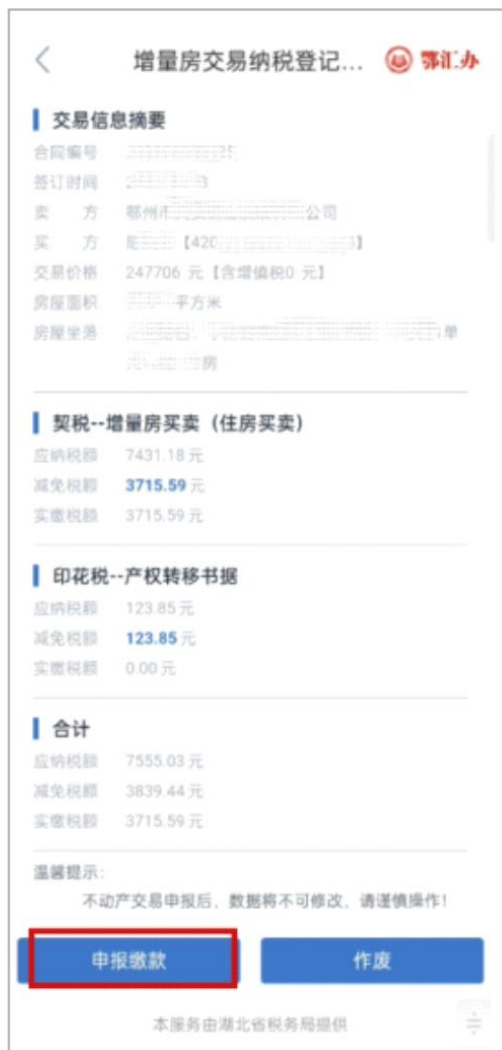 增量房交易纳税登记...
鄂汇办
交易信息摘要
合同编号
签订时间
卖 方 鄂州市 公司
买 方 【420 】
交易价格 247706 元【含增值税0 元】
房屋面积 平方米
房屋坐落 单
房
契税--增量房买卖（住房买卖）
应纳税额 7431.18 元
减免税额 3715.59 元
实缴税额 3715.59 元
印花税--产权转移书据
应纳税额 123.85 元
减免税额 123.85 元
实缴税额 0.00 元
合计
应纳税额 7555.03 元
减免税额 3839.44 元
实缴税额 3715.59 元
温馨提示：
不动产交易申报后，数据将不可修改，请谨慎操作！
申报缴款
作废
本服务由湖北省税务局提供